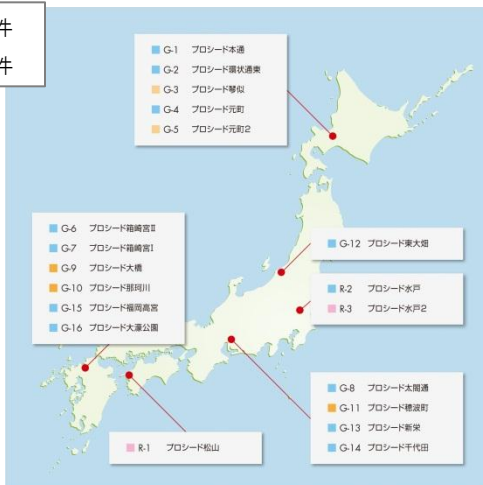 件
件
G-1 プロシード本通
G-2 プロシード環状通東
G-3 プロシード琴似
G-4 プロシード元町
G-5 プロシード元町2
G-6 プロシード箱崎宮Ⅱ
G-7 プロシード箱崎宮Ⅰ
G-9 プロシード大橋
G-10 プロシード那珂川
G-15 プロシード福岡高宮
G-16 プロシード大濠公園
G-12 プロシード東大畑
R-2 プロシード水戸
R-3 プロシード水戸2
G-8 プロシード太閤通
G-11 プロシード穂波町
G-13 プロシード新栄
G-14 プロシード千代田
R-1 プロシード松山